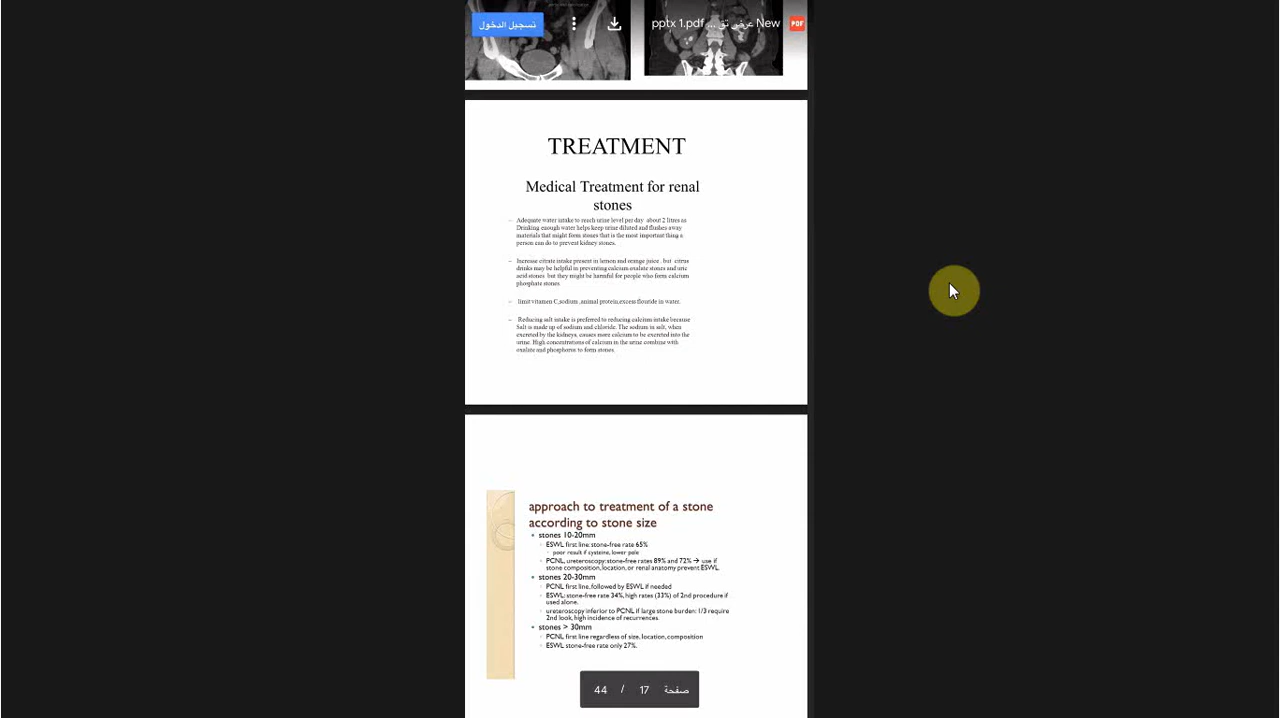 تسجيل الدخول
pptx 1.pdf ... عرض تق New
PDF
TREATMENT
Medical Treatment for renal
stones
– Adequate water intake to reach urine level per day about 2 litres as
Drinking enough water helps keep urine diluted and flushes away
materials that might form stones that is the most important thing a
person can do to prevent kidney stones.
– Increase citrate intake present in lemon and orange juice . but citrus
drinks may be helpful in preventing calcium oxalate stones and uric
acid stones but they might be harmful for people who form calcium
phosphate stones
– limit vitamen C,sodium ,animal protein,excess flouride in water.
– Reducing salt intake is preferred to reducing calcium intake because
Salt is made up of sodium and chloride. The sodium in salt, when
excreted by the kidneys, causes more calcium to be excreted into the
urine. High concentrations of calcium in the urine combine with
oxalate and phosphorus to form stones.
approach to treatment of a stone
according to stone size
• stones 10-20mm
ESWL first line: stone-free rate 65%
poor result if cysteine, lower pole
PCNL, ureteroscopy: stone-free rates 89% and 72% → use if
stone composition, location, or renal anatomy prevent ESWL.
• stones 20-30mm
PCNL first line, followed by ESWL if needed
ESWL: stone-free rate 34%, high rates (33%) of 2nd procedure if
used alone.
ureteroscopy inferior to PCNL if large stone burden: 1/3 require
2nd look, high incidence of recurrences.
• stones > 30mm
PCNL first line regardless of size, location, composition
ESWL stone-free rate only 27%.
صفحة 17 / 44